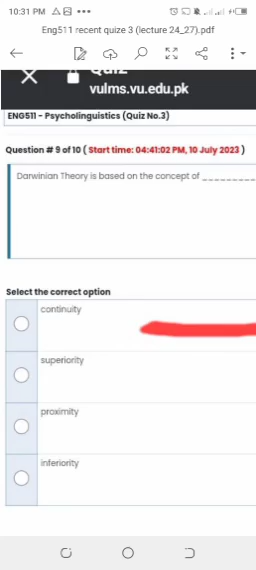 10:31 PM
Eng511 recent quize 3 (lecture 24_27).pdf
Quiz
vulms.vu.edu.pk
ENG511 - Psycholinguistics (Quiz No.3)
Question # 9 of 10 ( Start time: 04:41:02 PM, 10 July 2023 )
Darwinian Theory is based on the concept of _________
Select the correct option
continuity
superiority
proximity
inferiority